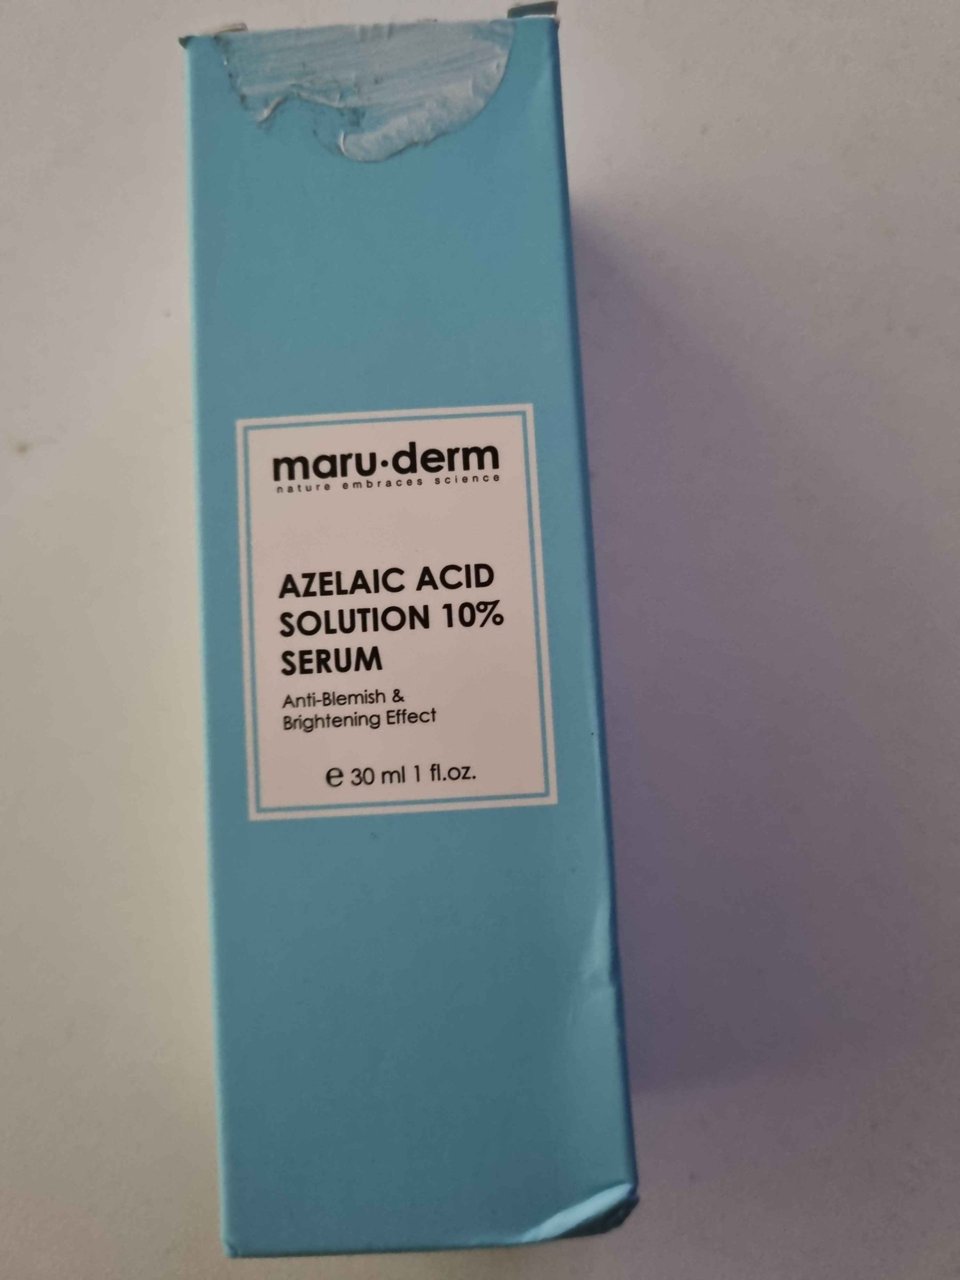 maru·derm
nature embraces science
AZELAIC ACID
SOLUTION 10%
SERUM
Anti-Blemish &
Brightening Effect
℮ 30 ml 1 fl.oz.